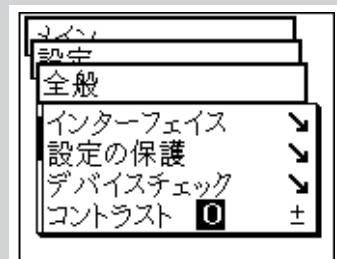 メイン
設定
全般
インターフェイス ➘
設定の保護 ➘
デバイスチェック ➘
コントラスト 0 ±